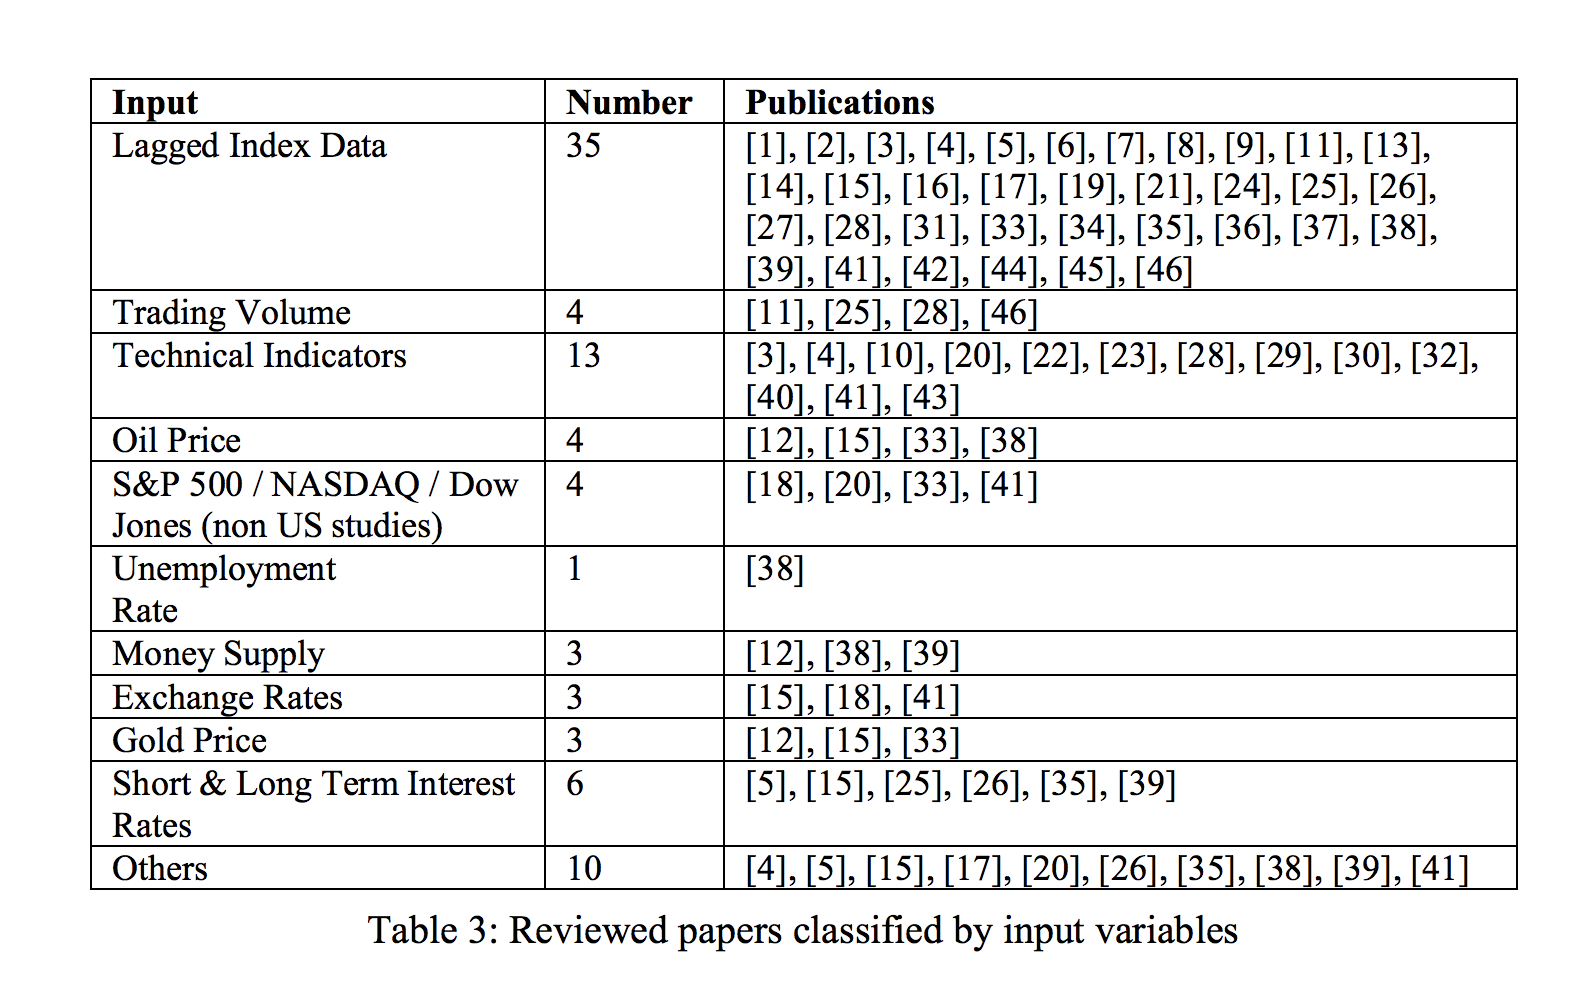 Input Number Publications
Lagged Index Data 35 [1], [2], [3], [4], [5], [6], [7], [8], [9], [11], [13],
[14], [15], [16], [17], [19], [21], [24], [25], [26],
[27], [28], [31], [33], [34], [35], [36], [37], [38],
[39], [41], [42], [44], [45], [46]
Trading Volume 4 [11], [25], [28], [46]
Technical Indicators 13 [3], [4], [10], [20], [22], [23], [28], [29], [30], [32],
[40], [41], [43]
Oil Price 4 [12], [15], [33], [38]
S&P 500 / NASDAQ / Dow 4 [18], [20], [33], [41]
Jones (non US studies)
Unemployment 1 [38]
Rate
Money Supply 3 [12], [38], [39]
Exchange Rates 3 [15], [18], [41]
Gold Price 3 [12], [15], [33]
Short & Long Term Interest 6 [5], [15], [25], [26], [35], [39]
Rates
Others 10 [4], [5], [15], [17], [20], [26], [35], [38], [39], [41]
Table 3: Reviewed papers classified by input variables